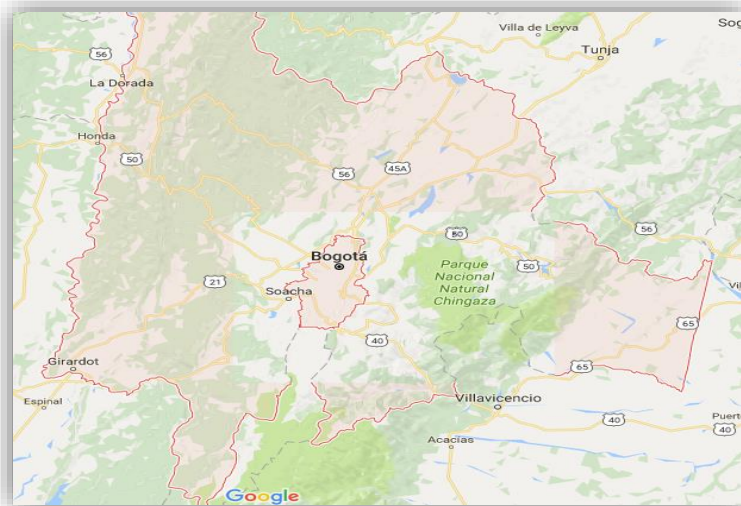 Villa de Leyva
Sog
Tunja
56
La Dorada
Honda
50
56
45A
56
50
Bogotá
Parque
Nacional
Natural
Chingaza
50
21
Soacha
Vil
65
40
Girardot
65
Espinal
Villavicencio
40
Puert
40
Acacías
Google